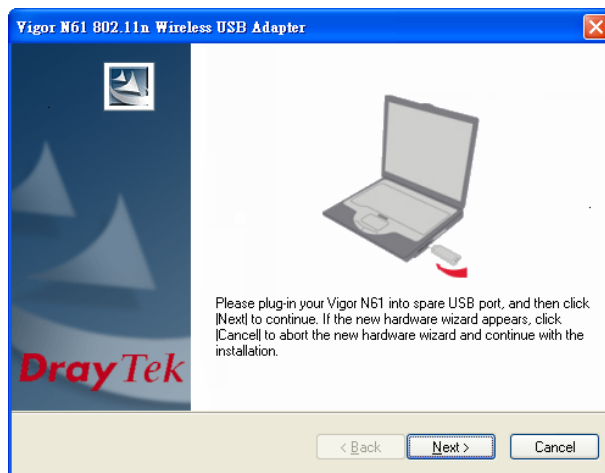 Vigor N61 802.11n Wireless USB Adapter
Please plug-in your Vigor N61 into spare USB port, and then click
|Next| to continue. If the new hardware wizard appears, click
|Cancel| to abort the new hardware wizard and continue with the
installation.
DrayTek
< Back
Next >
Cancel